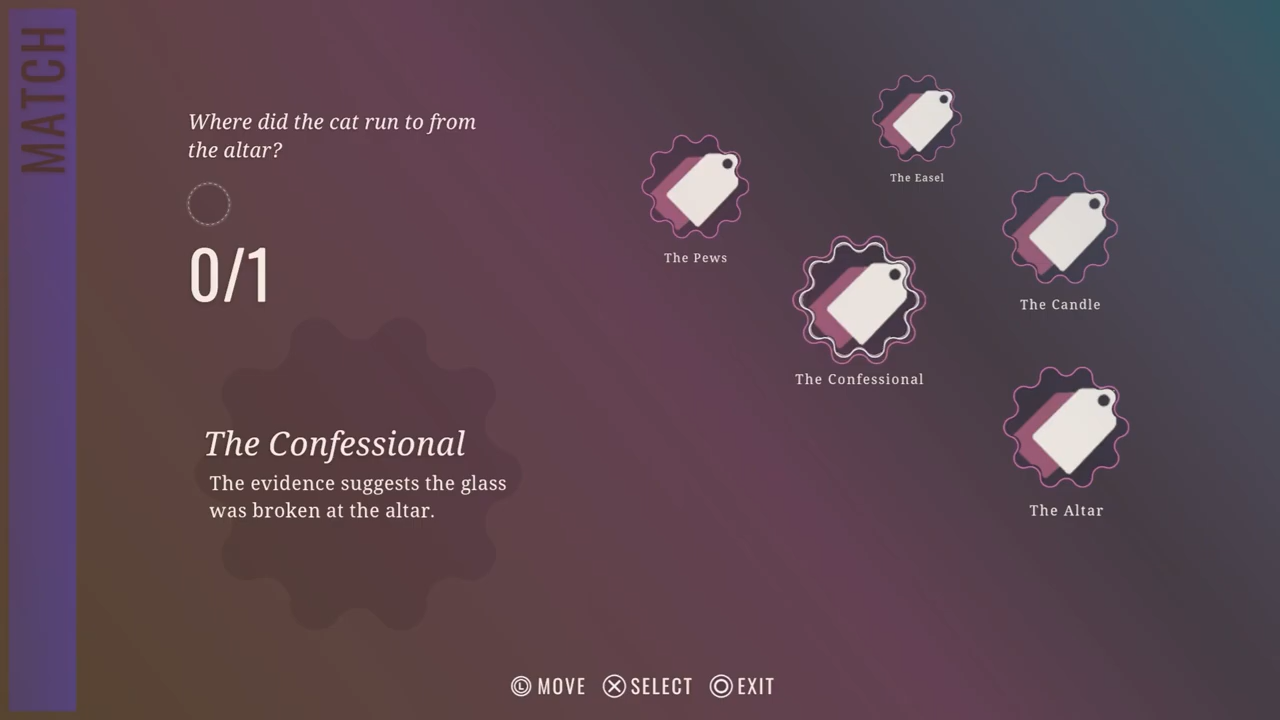 MATCH
Where did the cat run to from
the altar?
0/1
The Confessional
The evidence suggests the glass
was broken at the altar.
The Easel
The Pews
The Candle
The Confessional
The Altar
L MOVE SELECT EXIT